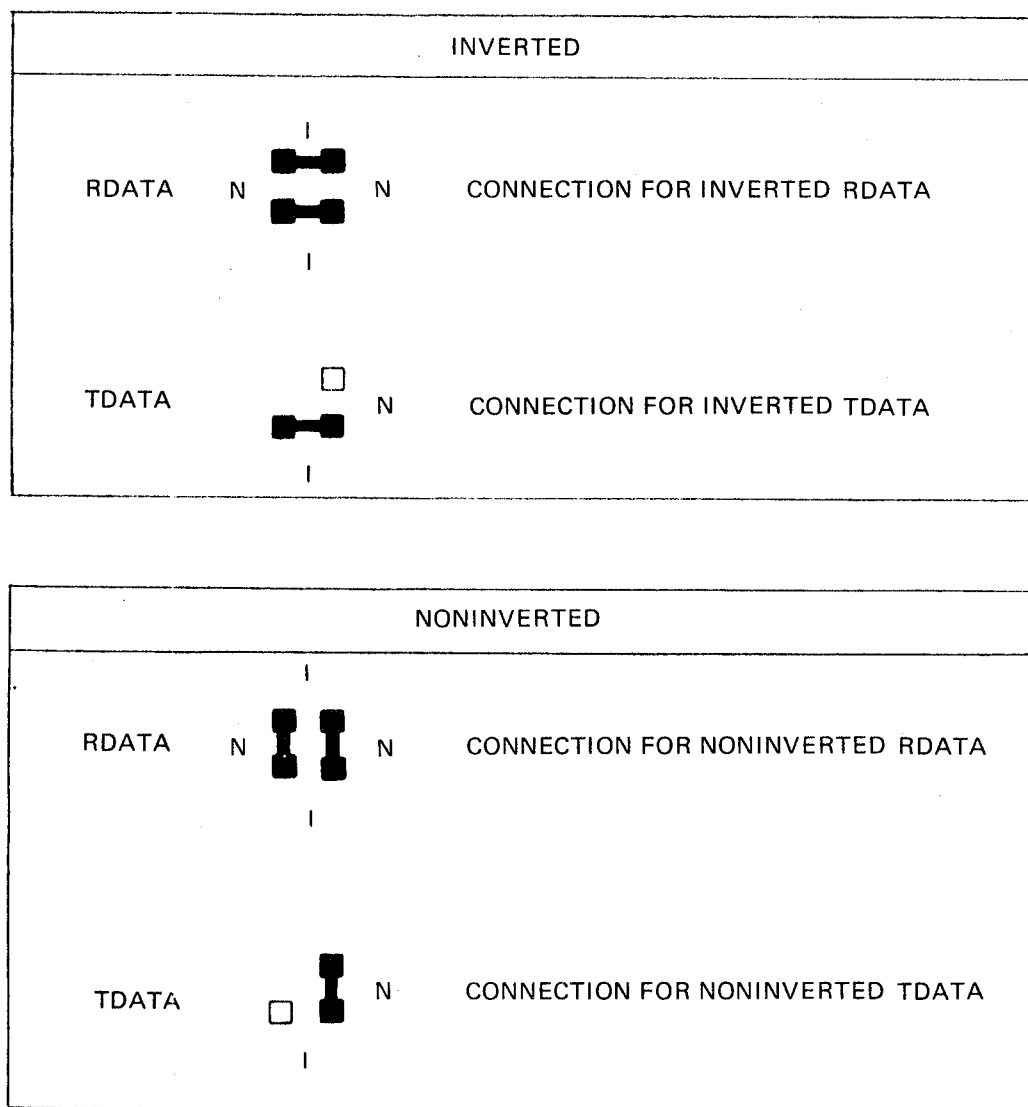 INVERTED
I
RDATA N N CONNECTION FOR INVERTED RDATA
I
TDATA N CONNECTION FOR INVERTED TDATA
I
NONINVERTED
I
RDATA N N CONNECTION FOR NONINVERTED RDATA
I
TDATA N CONNECTION FOR NONINVERTED TDATA
I